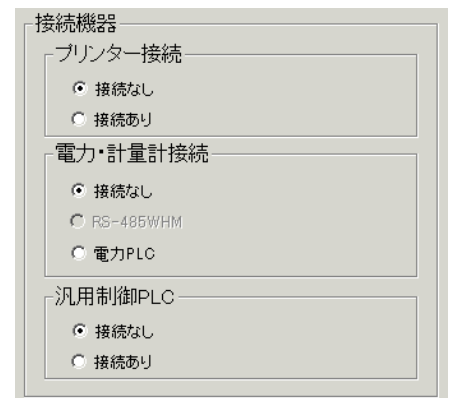 接続機器
プリンター接続
接続なし
接続あり
電力・計量計接続
接続なし
RS-485WHM
電力PLC
汎用制御PLC
接続なし
接続あり